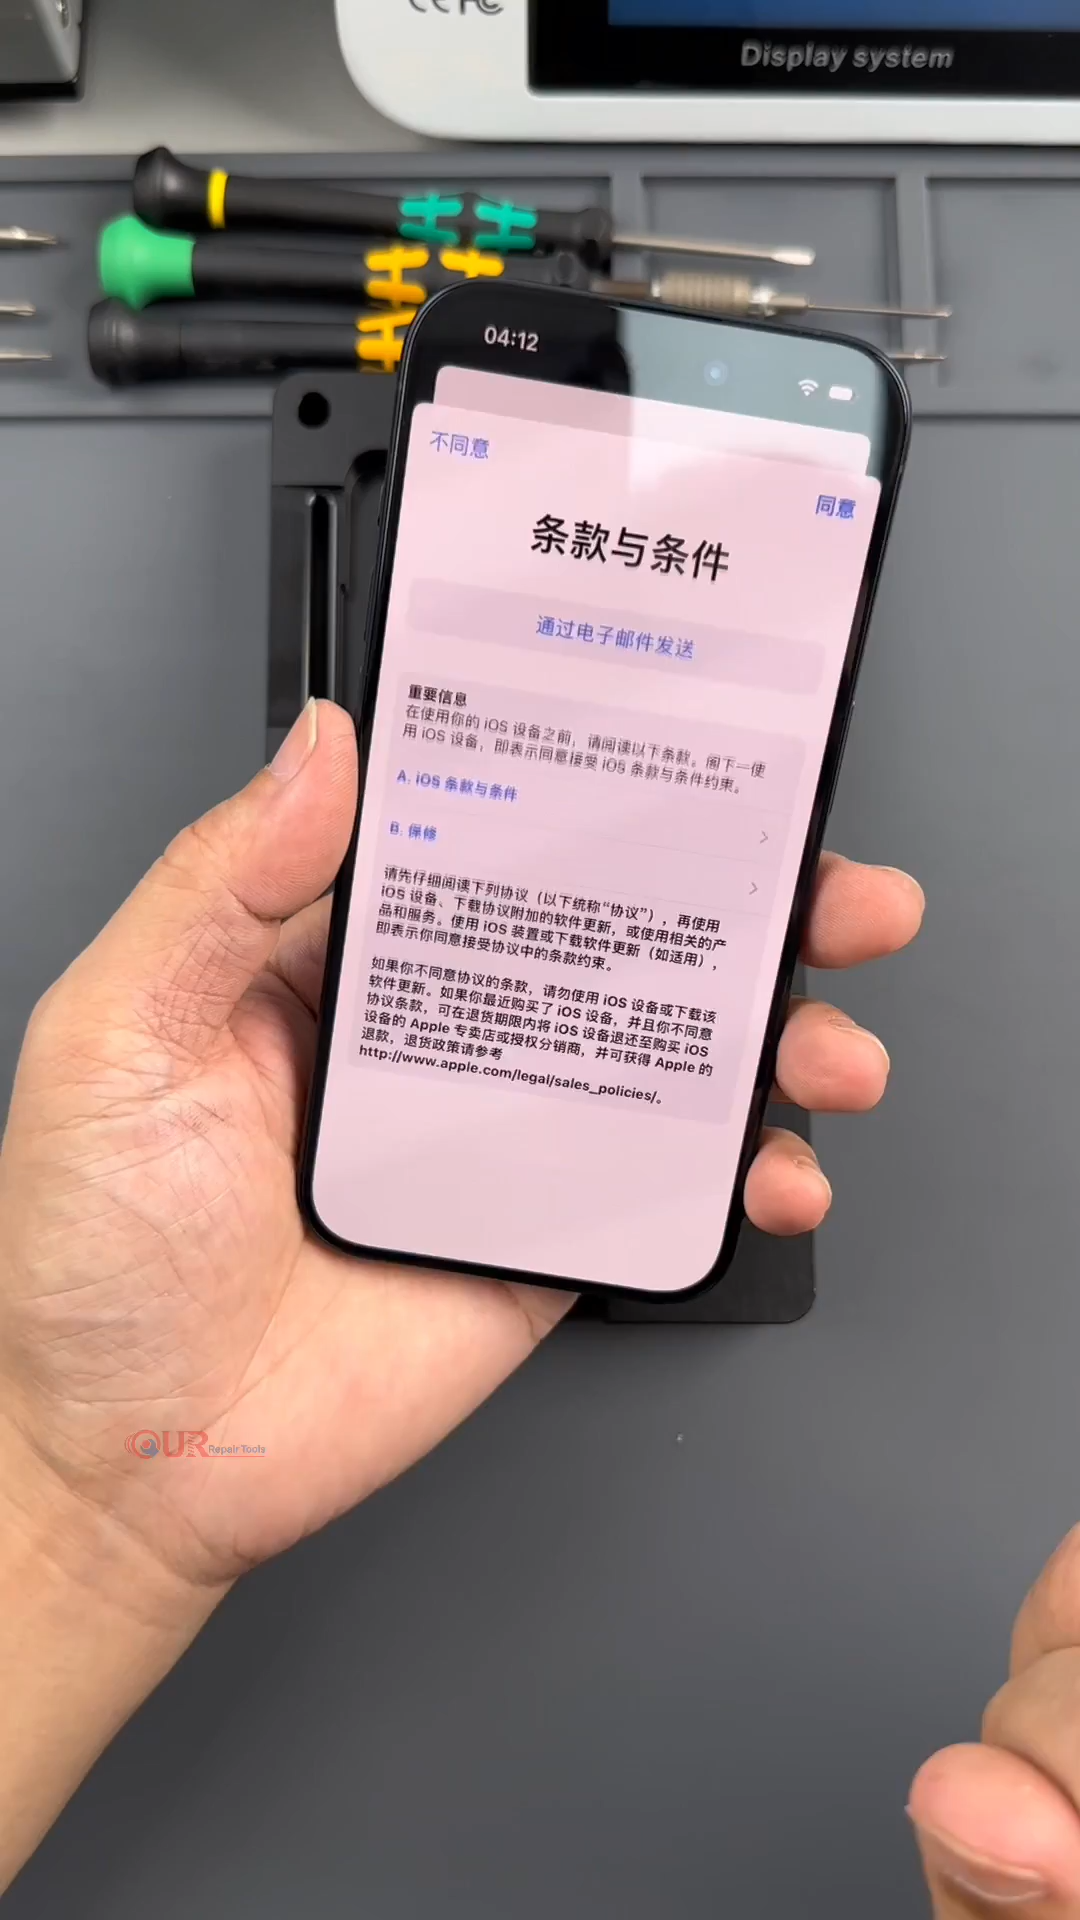 CE FC
Display system
04:12
不同意
同意
条款与条件
通过电子邮件发送
重要信息
在使用你的 iOS 设备之前，请阅读以下条款。阁下一使
用 iOS 设备，即表示同意接受 iOS 条款与条件约束。
A. iOS 条款与条件
B. 保修
请先仔细阅读下列协议（以下统称“协议”），再使用
iOS 设备、下载协议附加的软件更新，或使用相关的产
品和服务。使用 iOS 装置或下载软件更新（如适用），
即表示你同意接受协议中的条款约束。
如果你不同意协议的条款，请勿使用 iOS 设备或下载该
软件更新。如果你最近购买了 iOS 设备，并且你不同意
协议条款，可在退货期限内将 iOS 设备退还至购买 iOS
设备的 Apple 专卖店或授权分销商，并可获得 Apple 的
退款，退货政策请参考
http://www.apple.com/legal/sales_policies/。
OUR Repair Tools